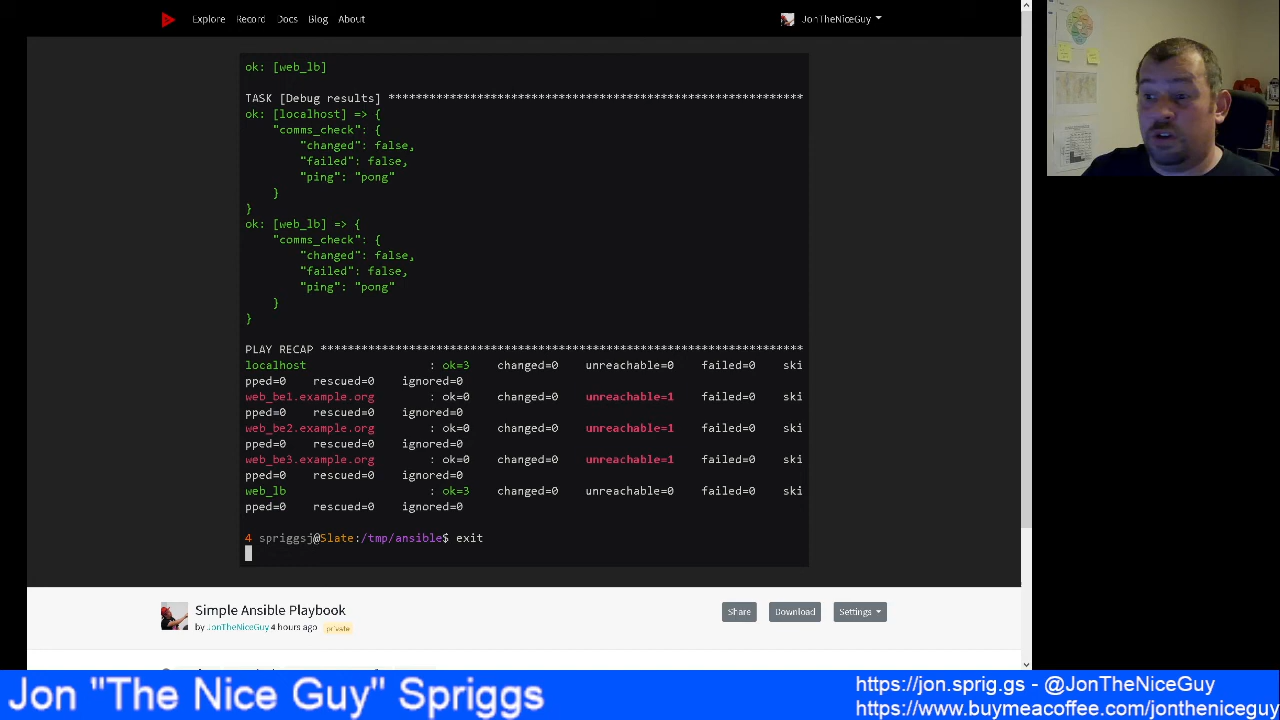 Explore Record Docs Blog About JonTheNiceGuy
ok: [web_lb]
TASK [Debug results] *************************************************************
ok: [localhost] => {
"comms_check": {
"changed": false,
"failed": false,
"ping": "pong"
}
}
ok: [web_lb] => {
"comms_check": {
"changed": false,
"failed": false,
"ping": "pong"
}
}
PLAY RECAP ***********************************************************************
localhost : ok=3 changed=0 unreachable=0 failed=0 ski
pped=0 rescued=0 ignored=0
web_be1.example.org : ok=0 changed=0 unreachable=1 failed=0 ski
pped=0 rescued=0 ignored=0
web_be2.example.org : ok=0 changed=0 unreachable=1 failed=0 ski
pped=0 rescued=0 ignored=0
web_be3.example.org : ok=0 changed=0 unreachable=1 failed=0 ski
pped=0 rescued=0 ignored=0
web_lb : ok=3 changed=0 unreachable=0 failed=0 ski
pped=0 rescued=0 ignored=0
4 spriggsj@Slate:/tmp/ansible$ exit
Simple Ansible Playbook
by JonTheNiceGuy 4 hours ago private
Share Download Settings
Jon "The Nice Guy" Spriggs
https://jon.sprig.gs - @JonTheNiceGuy
https://www.buymeacoffee.com/jontheniceguy